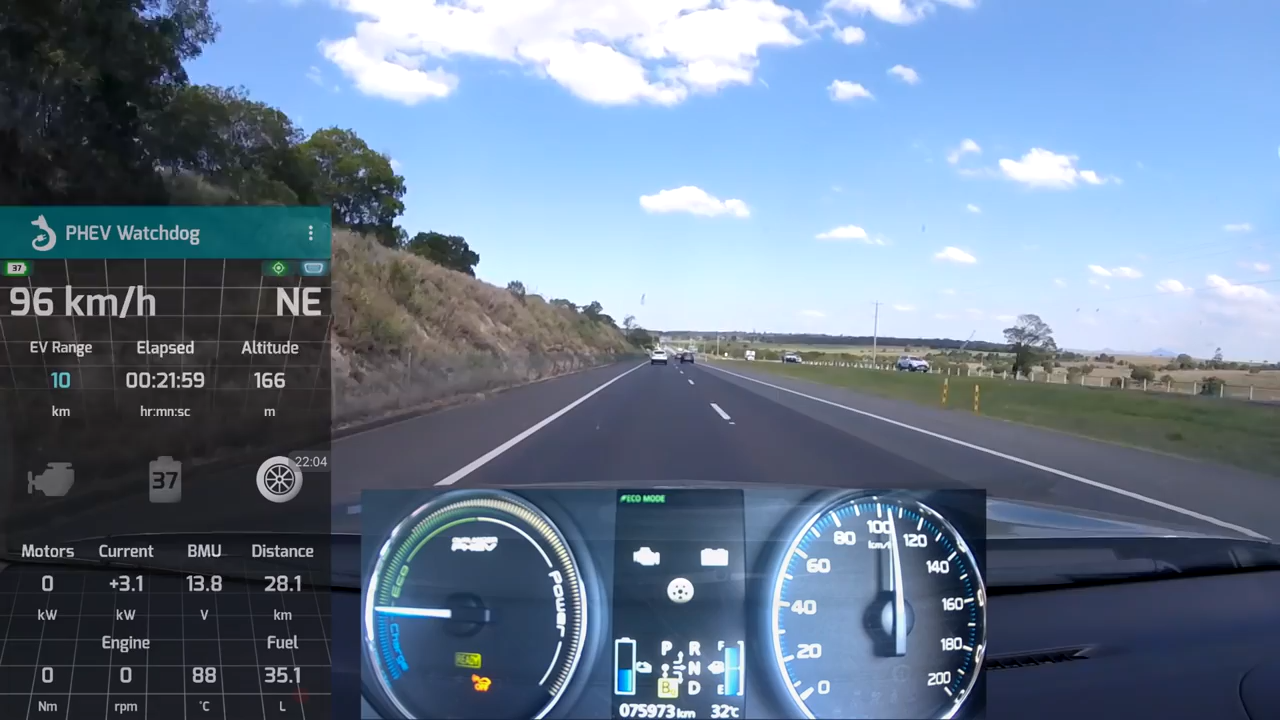 PHEV Watchdog
37
96 km/h NE
EV Range Elapsed Altitude
10 00:21:59 166
km hr:mn:sc m
37 22:04
Motors Current BMU Distance
0 +3.1 13.8 28.1
kW kW V km
Engine Fuel
0 0 88 35.1
Nm rpm °C L
PHEV
Eco
Charge
Power
READY
ECO MODE
P R
N
B D
F
E
075973 km 32℃
0
20
40
60
80
100
120
140
160
180
200
km/h